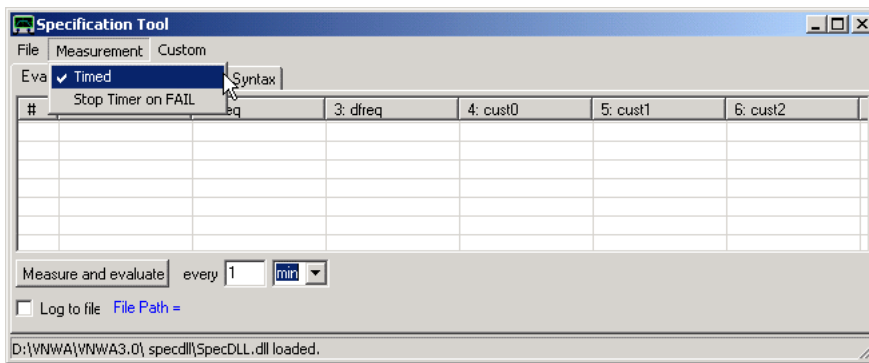 Specification Tool
File Measurement Custom
Eva Syntax
Timed
Stop Timer on FAIL
# eq 3: dfreq 4: cust0 5: cust1 6: cust2
Measure and evaluate every 1 min
Log to file File Path =
D:\VNWA\VNWA3.0\ specdll\SpecDLL.dll loaded.